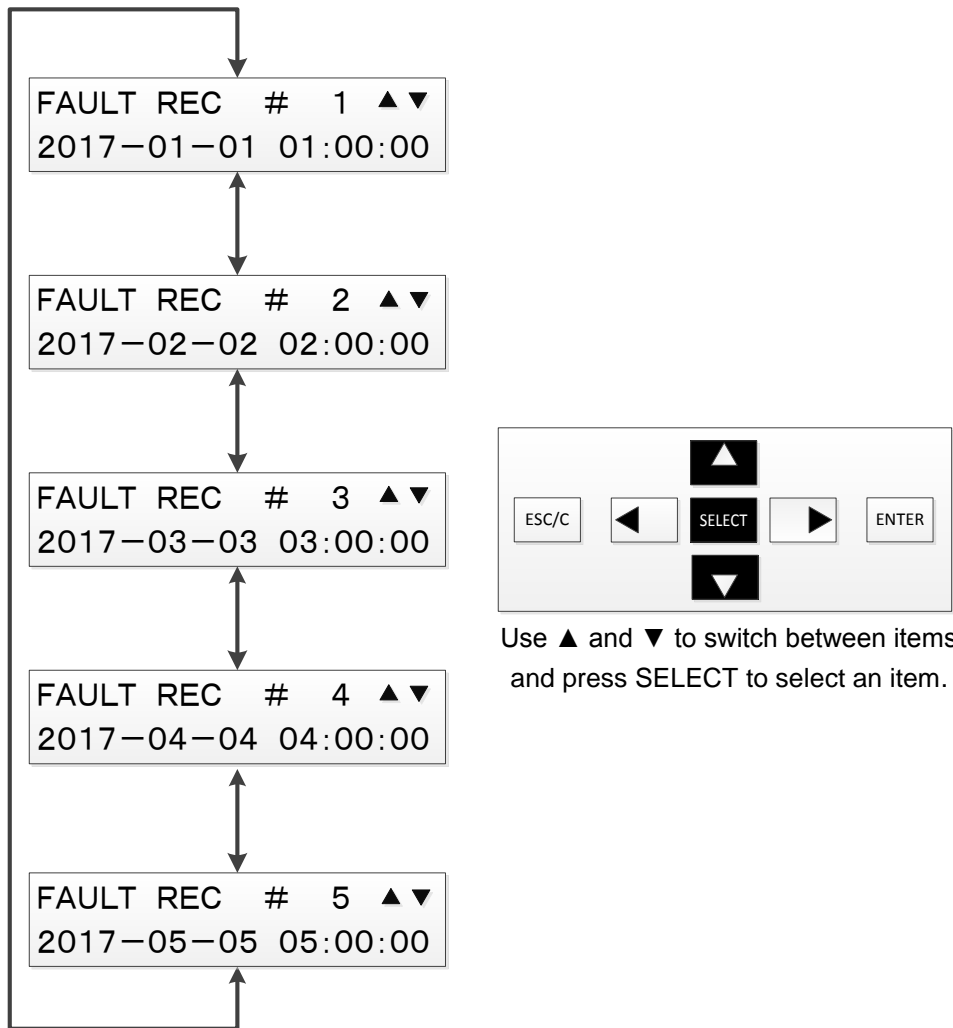 FAULT REC # 1 ▲ ▼
2017-01-01 01:00:00
FAULT REC # 2 ▲ ▼
2017-02-02 02:00:00
FAULT REC # 3 ▲ ▼
2017-03-03 03:00:00
FAULT REC # 4 ▲ ▼
2017-04-04 04:00:00
FAULT REC # 5 ▲ ▼
2017-05-05 05:00:00
ESC/C ◀ SELECT ▶ ENTER
Use ▲ and ▼ to switch between items
and press SELECT to select an item.